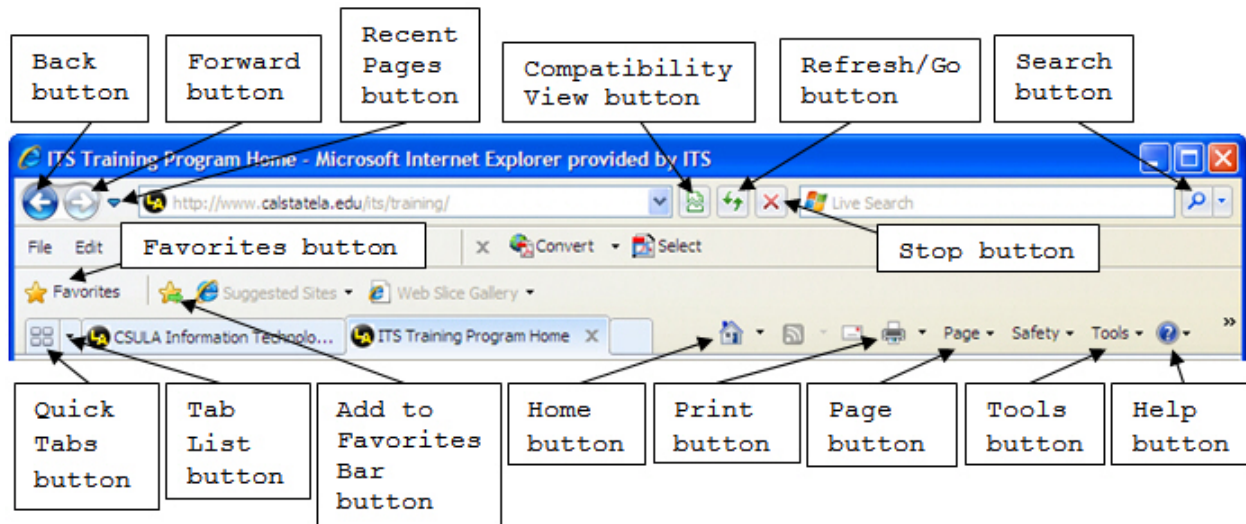 Back
button
Forward
button
Recent
Pages
button
Compatibility
View button
Refresh/Go
button
Search
button
ITS Training Program Home - Microsoft Internet Explorer provided by ITS
http://www.calstatela.edu/its/training/
Live Search
File Edit
Favorites button
x Convert Select
Stop button
Favorites Suggested Sites Web Slice Gallery
CSULA Information Technolo... ITS Training Program Home X
Page Safety Tools ? »
Quick
Tabs
button
Tab
List
button
Add to
Favorites
Bar
button
Home
button
Print
button
Page
button
Tools
button
Help
button